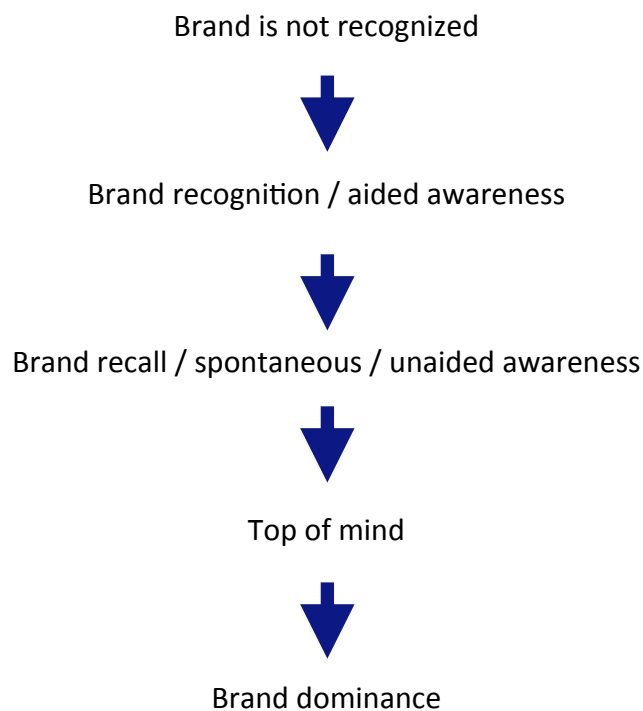 Brand is not recognized
Brand recognition / aided awareness
Brand recall / spontaneous / unaided awareness
Top of mind
Brand dominance